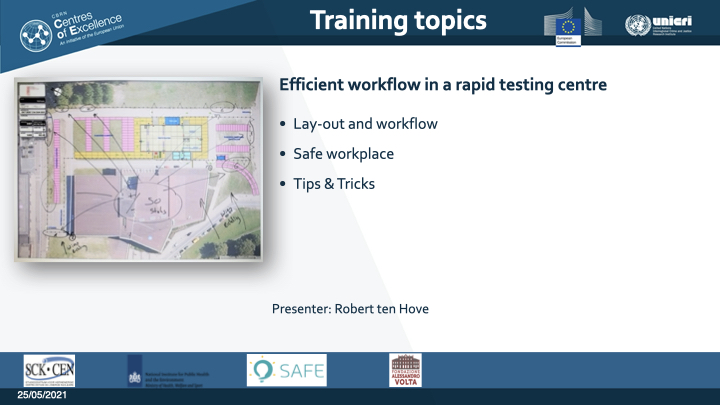 Training topics
CBRN
Centres
of Excellence
An initiative of the European Union
European
Commission
unicri
United Nations
Interregional Crime and Justice
Research Institute
Efficient workflow in a rapid testing centre
• Lay-out and workflow
• Safe workplace
• Tips & Tricks
30
Presenter: Robert ten Hove
SCK•CEN
National Institute for Public Health
and the Environment
Ministry of Health, Welfare and Sport
SAFE
FONDAZIONE
ALESSANDRO
VOLTA
25/05/2021